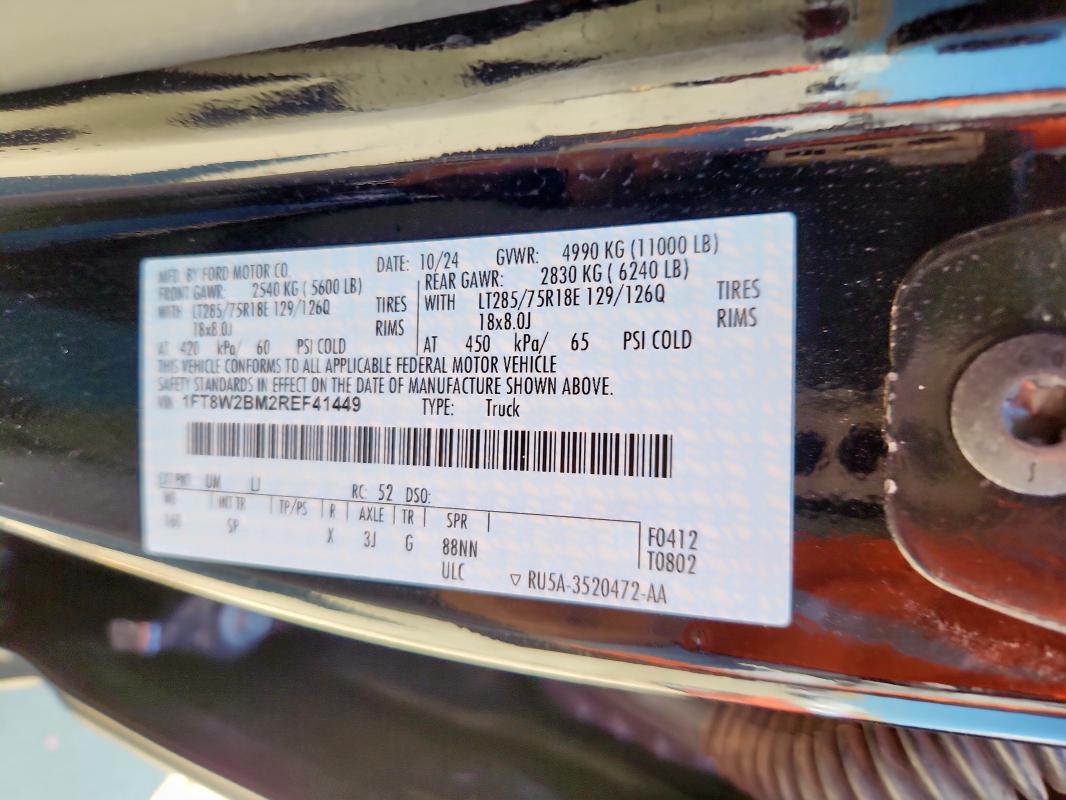 MFD. BY FORD MOTOR CO. DATE: 10/24 GVWR: 4990 KG (11000 LB)
FRONT GAWR: 2540 KG ( 5600 LB) REAR GAWR: 2830 KG ( 6240 LB)
WITH LT285/75R18E 129/126Q TIRES WITH LT285/75R18E 129/126Q TIRES
18x8.0J RIMS 18x8.0J RIMS
AT 420 kPa/ 60 PSI COLD AT 450 kPa/ 65 PSI COLD
THIS VEHICLE CONFORMS TO ALL APPLICABLE FEDERAL MOTOR VEHICLE
SAFETY STANDARDS IN EFFECT ON THE DATE OF MANUFACTURE SHOWN ABOVE.
VIN: 1FT8W2BM2REF41449 TYPE: Truck
EXT PNT: UM LJ RC: 52 DSO:
WB INT TR TP/PS R AXLE TR SPR
160 SP X 3J G 88NN F0412
ULC T0802
▽ RU5A-3520472-AA